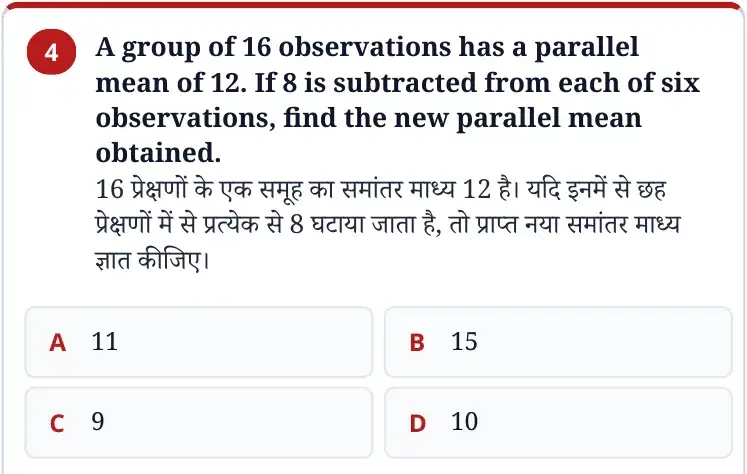 4 A group of 16 observations has a parallel
mean of 12. If 8 is subtracted from each of six
observations, find the new parallel mean
obtained.
16 प्रेक्षणों के एक समूह का समांतर माध्य 12 है। यदि इनमें से छह
प्रेक्षणों में से प्रत्येक से 8 घटाया जाता है, तो प्राप्त नया समांतर माध्य
ज्ञात कीजिए।
A 11
B 15
C 9
D 10